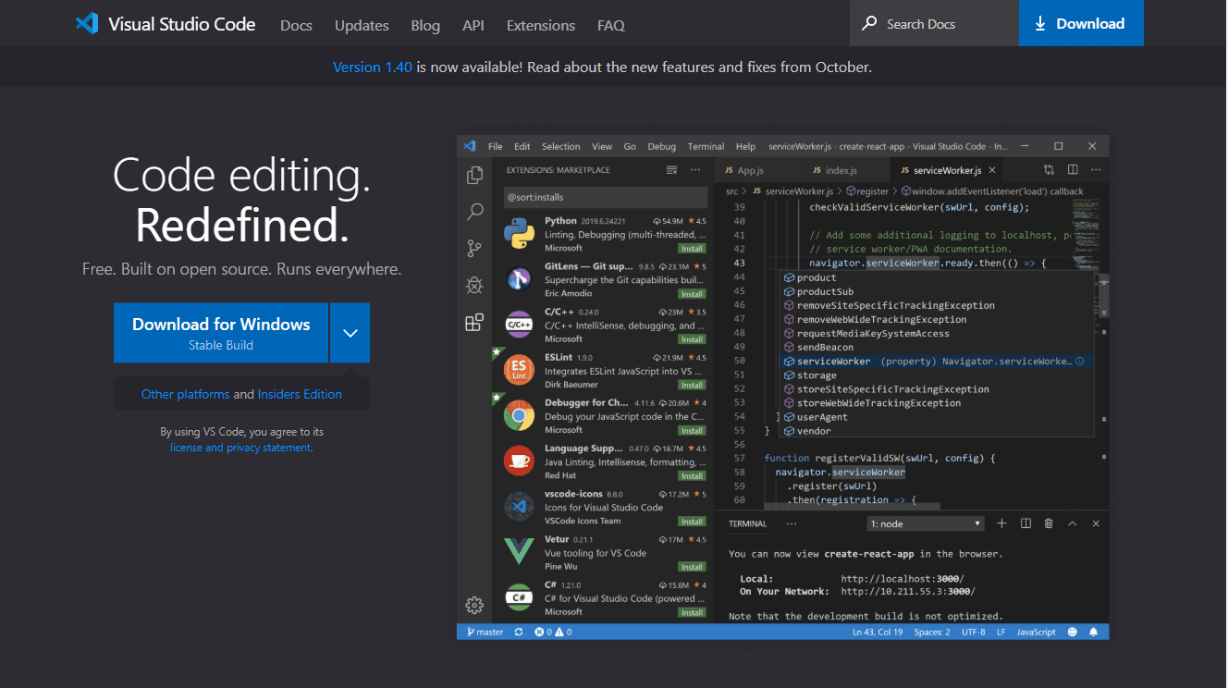 Visual Studio Code Docs Updates Blog API Extensions FAQ Search Docs Download
Version 1.40 is now available! Read about the new features and fixes from October.
Code editing.
Redefined.
Free. Built on open source. Runs everywhere.
Download for Windows
Stable Build
Other platforms and Insiders Edition
By using VS Code, you agree to its
license and privacy statement.
File Edit Selection View Go Debug Terminal Help serviceWorker.js - create-react-app - Visual Studio Code - In...
EXTENSIONS: MARKETPLACE ...
@sort:installs
Python 2019.6.24221 54.9M ★ 4.5
Linting, Debugging (multi-threaded, ...
Microsoft Install
GitLens — Git sup... 9.8.5 23.1M ★ 5
Supercharge the Git capabilities buil...
Eric Amodio Install
C/C++
C/C++ 0.24.0 23M ★ 3.5
C/C++ IntelliSense, debugging, and ...
Microsoft Install
ES
Lint
ESLint 1.9.0 21.9M ★ 4.5
Integrates ESLint JavaScript into VS ...
Dirk Baeumer Install
Debugger for Ch... 4.11.6 20.6M ★ 4
Debug your JavaScript code in the C...
Microsoft Install
Language Supp... 0.47.0 18.7M ★ 4.5
Java Linting, Intellisense, formatting, ...
Red Hat Install
vscode-icons 8.8.0 17.2M ★ 5
Icons for Visual Studio Code
VSCode Icons Team Install
Vetur 0.21.1 17M ★ 4.5
Vue tooling for VS Code
Pine Wu Install
C#
C# 1.21.0 15.6M ★ 4
C# for Visual Studio Code (powered ...
Microsoft Install
JS App.js JS index.js JS serviceWorker.js × ...
src > JS serviceWorker.js > register > window.addEventListener('load') callback
39 checkValidServiceWorker(swUrl, config);
40
41 // Add some additional logging to localhost, p
42 // service worker/PWA documentation.
43 navigator.serviceWorker.ready.then(() => {
44 product
45 productSub
46 removeSiteSpecificTrackingException
47 removeWebWideTrackingException
48 requestMediaKeySystemAccess
49 sendBeacon
50 serviceWorker (property) Navigator.serviceWorke...
51 storage
52 storeSiteSpecificTrackingException
53 storeWebWideTrackingException
54 } userAgent
55 } vendor
56
57 function registerValidSW(swUrl, config) {
58 navigator.serviceWorker
59 .register(swUrl)
60 .then(registration => {
TERMINAL ... 1: node
You can now view create-react-app in the browser.
Local: http://localhost:3000/
On Your Network: http://10.211.55.3:3000/
Note that the development build is not optimized.
master 0 0 Ln 43, Col 19 Spaces: 2 UTF-8 LF JavaScript